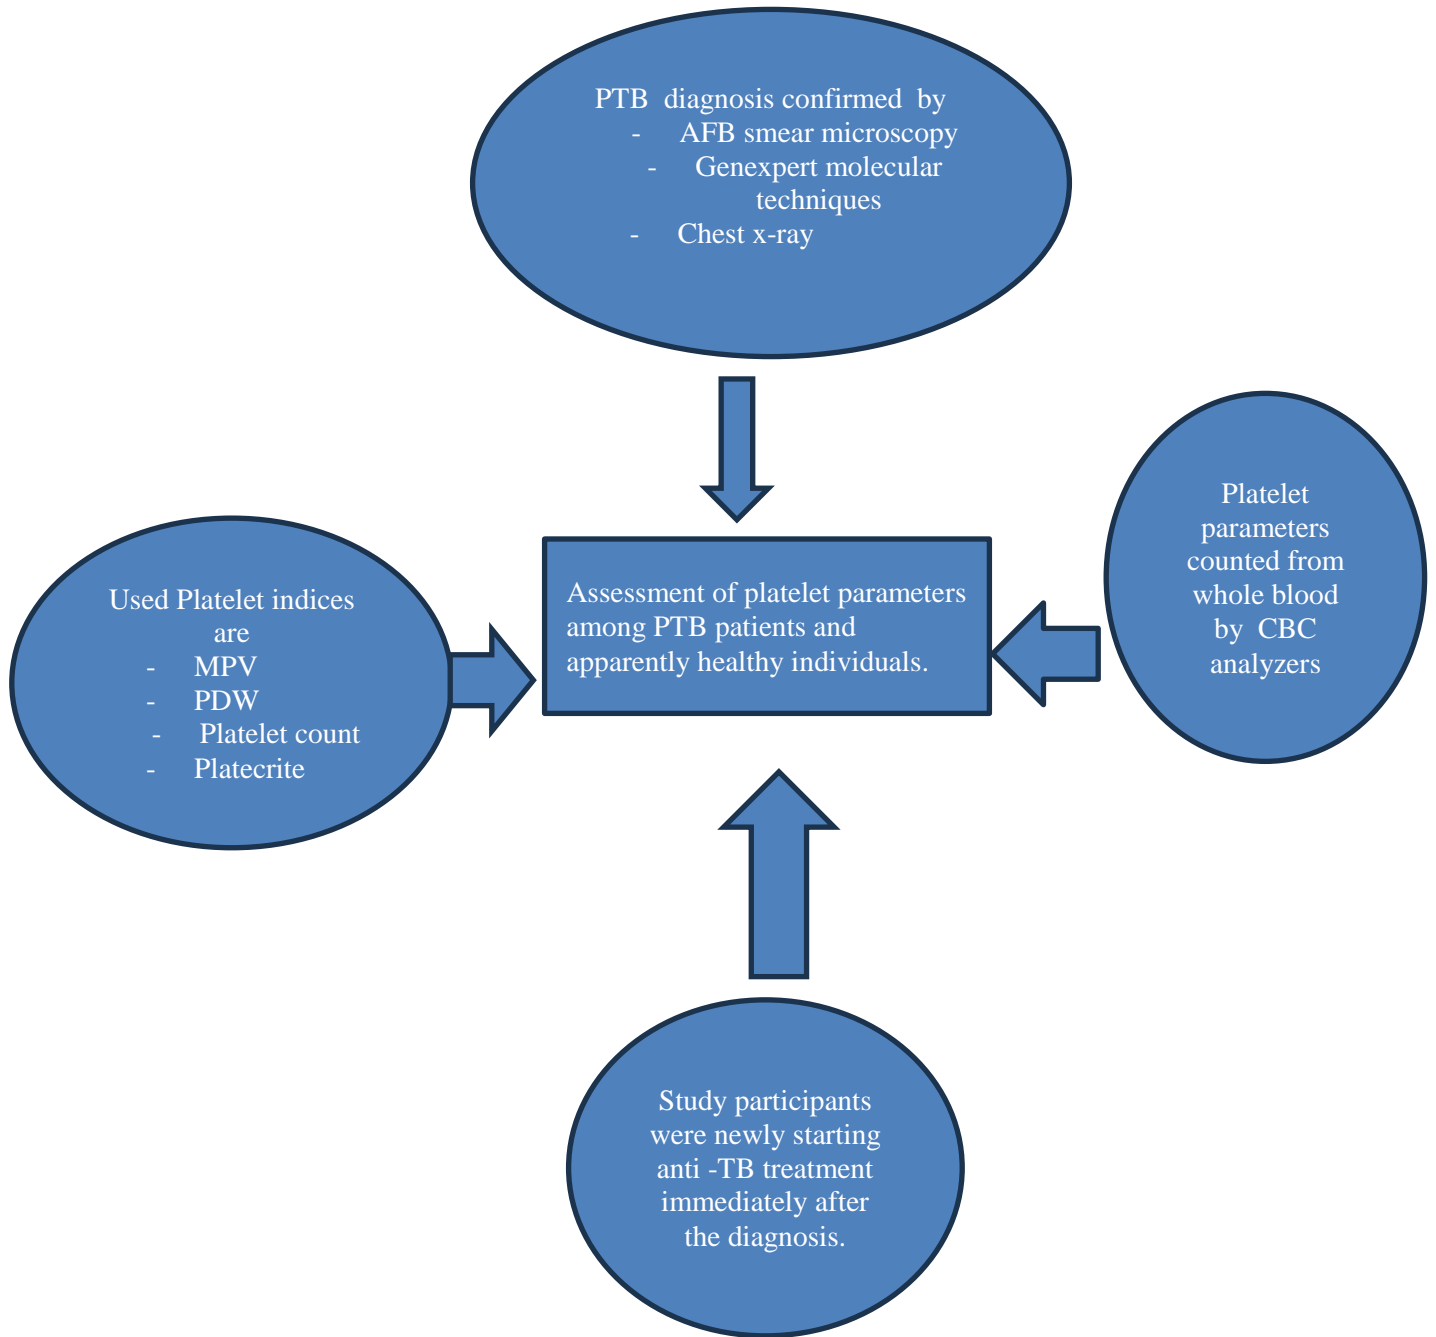 PTB diagnosis confirmed by
- AFB smear microscopy
- Genexpert molecular
techniques
- Chest x-ray
Platelet
parameters
counted from
whole blood
by CBC
analyzers
Used Platelet indices
are
- MPV
- PDW
- Platelet count
- Platecrite
Assessment of platelet parameters
among PTB patients and
apparently healthy individuals.
Study participants
were newly starting
anti -TB treatment
immediately after
the diagnosis.